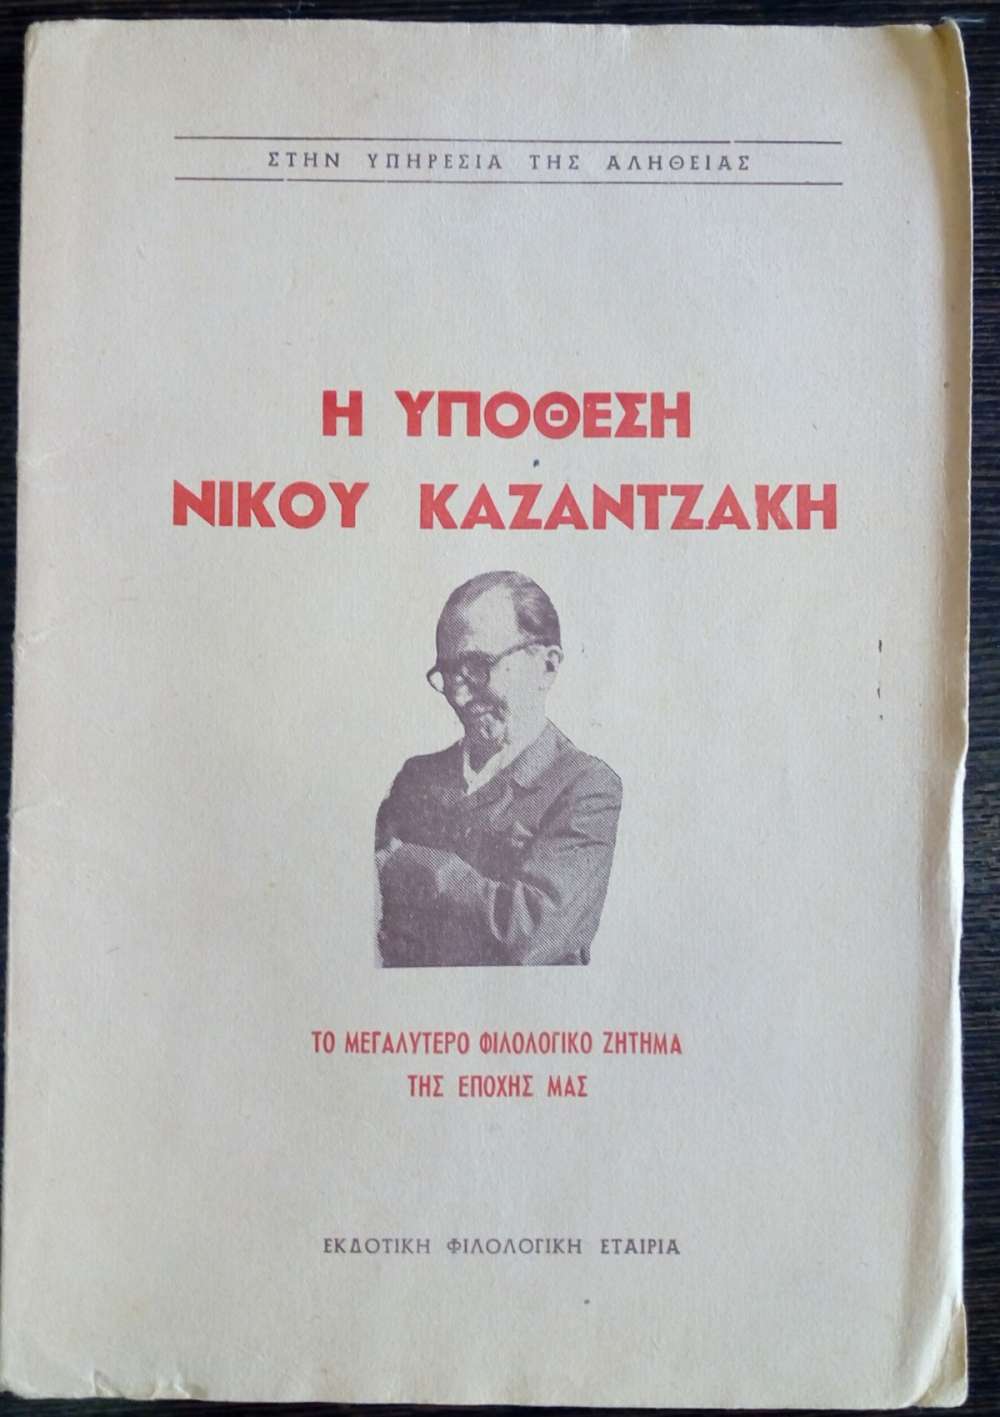 ΣΤΗΝ ΥΠΗΡΕΣΙΑ ΤΗΣ ΑΛΗΘΕΙΑΣ
Η ΥΠΟΘΕΣΗ
ΝΙΚΟΥ ΚΑΖΑΝΤΖΑΚΗ
ΤΟ ΜΕΓΑΛΥΤΕΡΟ ΦΙΛΟΛΟΓΙΚΟ ΖΗΤΗΜΑ
ΤΗΣ ΕΠΟΧΗΣ ΜΑΣ
ΕΚΔΟΤΙΚΗ ΦΙΛΟΛΟΓΙΚΗ ΕΤΑΙΡΙΑ